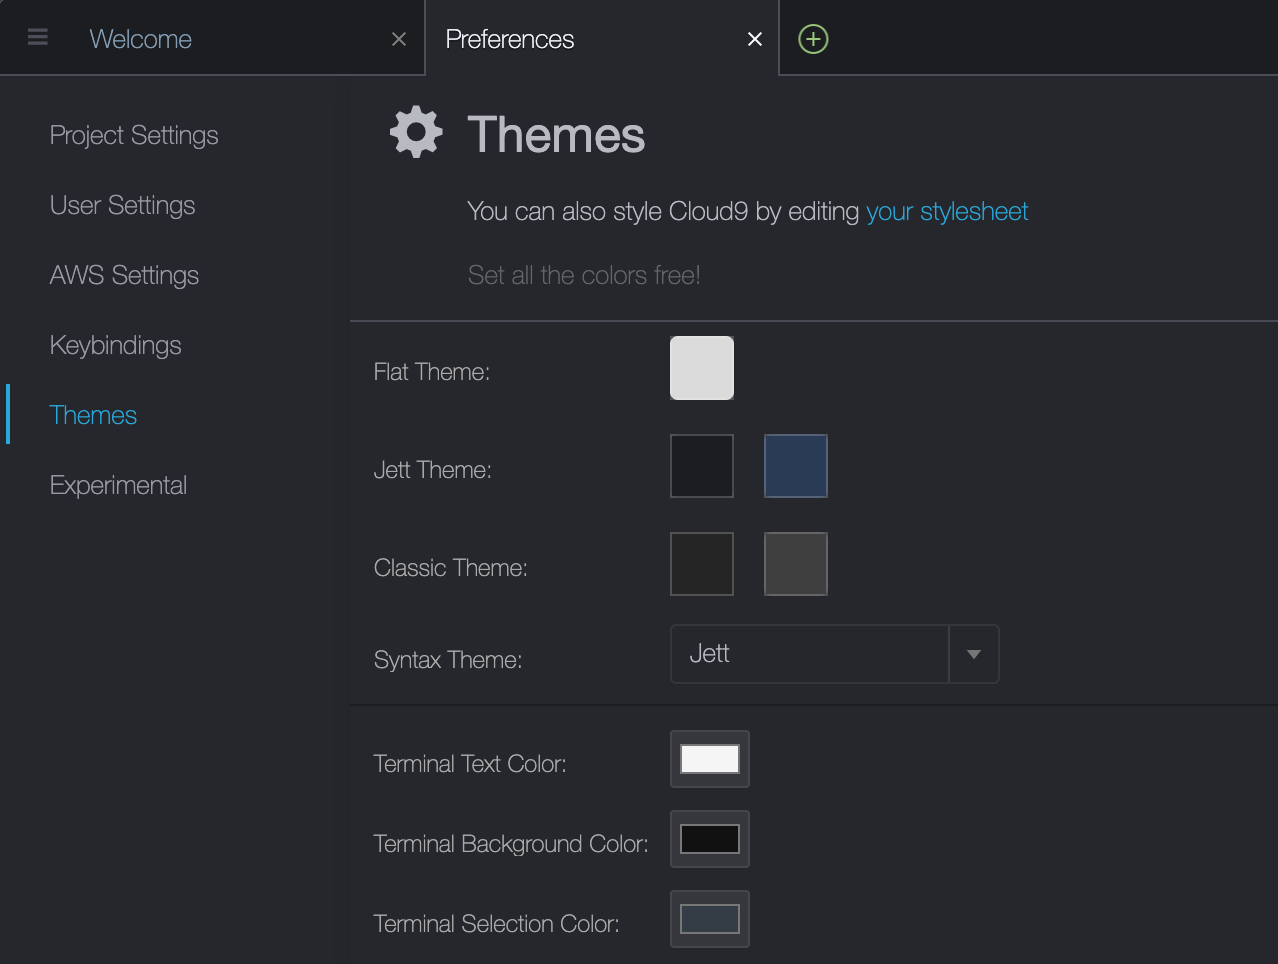 Welcome
Preferences
Project Settings
User Settings
AWS Settings
Keybindings
Themes
Experimental
Themes
You can also style Cloud9 by editing your stylesheet
Set all the colors free!
Flat Theme:
Jett Theme:
Classic Theme:
Syntax Theme:
Jett
Terminal Text Color:
Terminal Background Color:
Terminal Selection Color: